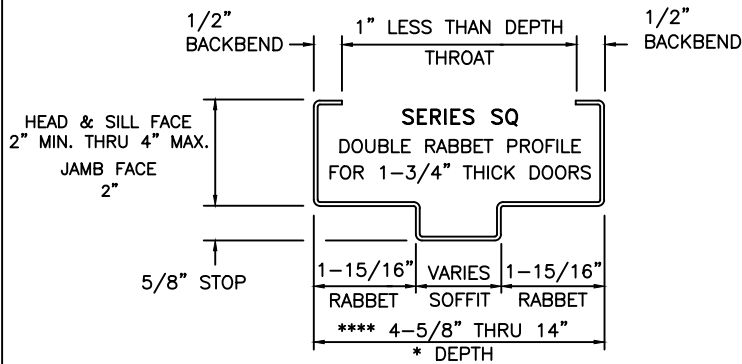 1/2”
BACKBEND
1” LESS THAN DEPTH
THROAT
1/2”
BACKBEND
HEAD & SILL FACE
2” MIN. THRU 4” MAX.
JAMB FACE
2”
SERIES SQ
DOUBLE RABBET PROFILE
FOR 1–3/4” THICK DOORS
5/8” STOP
1–15/16”
RABBET
VARIES
SOFFIT
1–15/16”
RABBET
**** 4–5/8” THRU 14”
* DEPTH